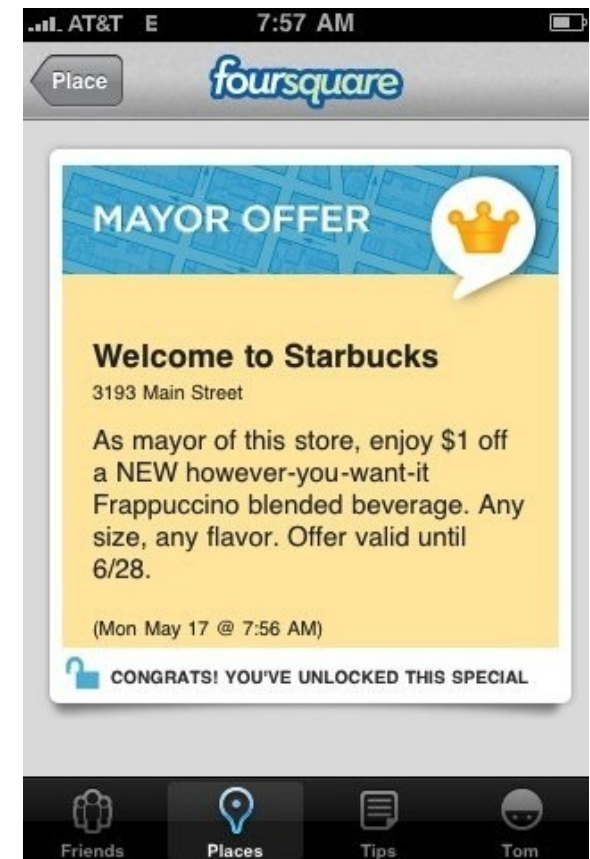 AT&T E 7:57 AM
Place foursquare
MAYOR OFFER
Welcome to Starbucks
3193 Main Street
As mayor of this store, enjoy $1 off
a NEW however-you-want-it
Frappuccino blended beverage. Any
size, any flavor. Offer valid until
6/28.
(Mon May 17 @ 7:56 AM)
CONGRATS! YOU'VE UNLOCKED THIS SPECIAL
Friends Places Tips Tom